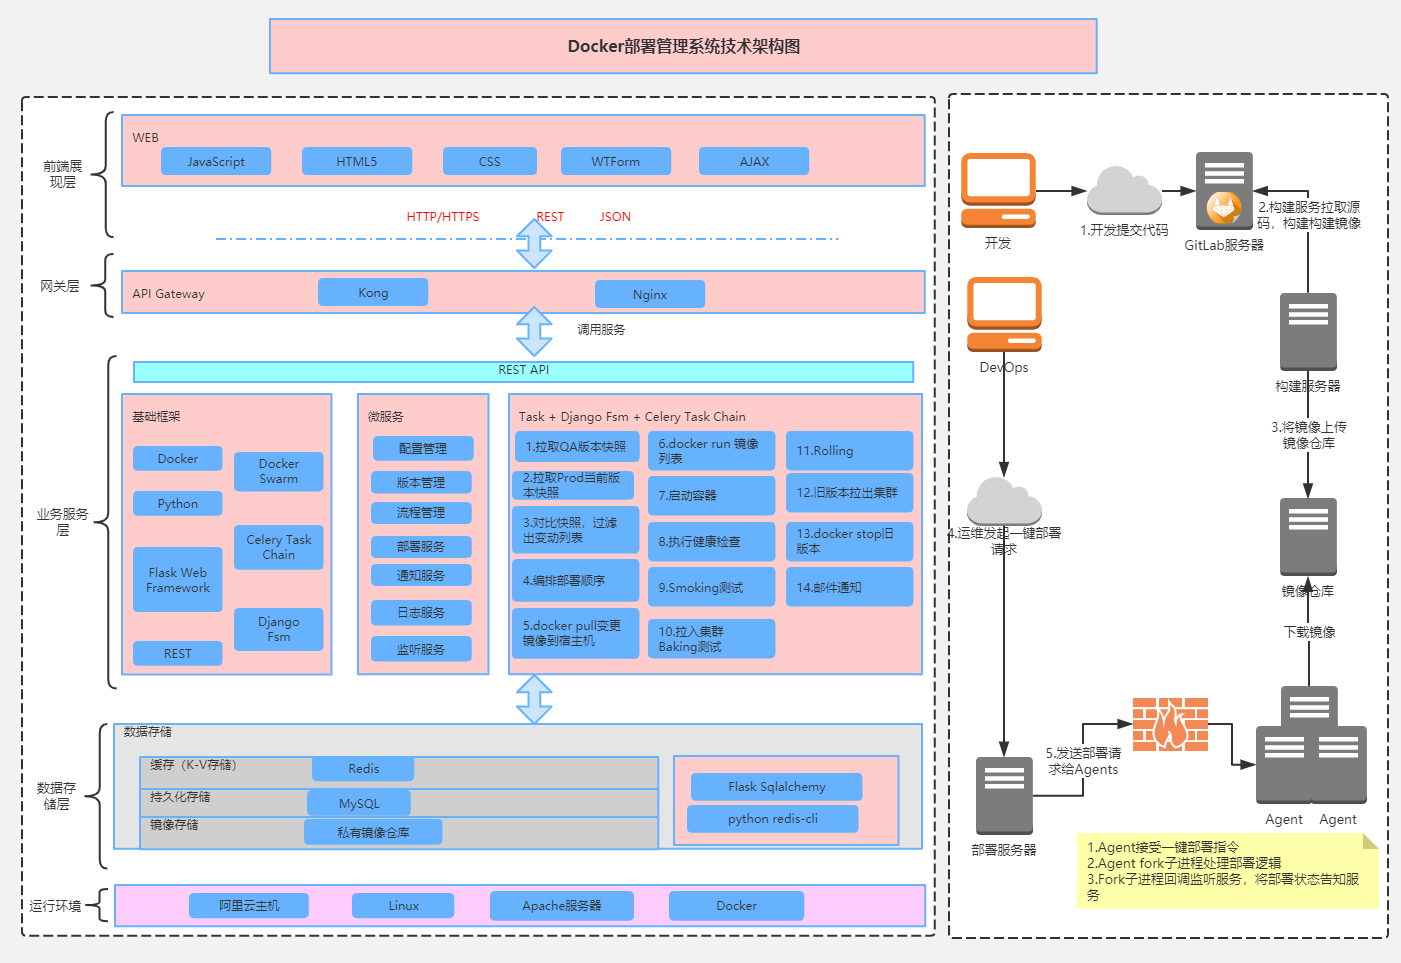 Docker部署管理系统技术架构图
前端展
现层
WEB
JavaScript
HTML5
CSS
WTForm
AJAX
HTTP/HTTPS
REST
JSON
网关层
API Gateway
Kong
Nginx
调用服务
业务服务
层
REST API
基础框架
Docker
Docker
Swarm
Python
Celery Task
Chain
Flask Web
Framework
Django
Fsm
REST
微服务
配置管理
版本管理
流程管理
部署服务
通知服务
日志服务
监听服务
Task + Django Fsm + Celery Task Chain
1.拉取QA版本快照
2.拉取Prod当前版
本快照
3.对比快照，过滤
出变动列表
4.编排部署顺序
5.docker pull变更
镜像到宿主机
6.docker run 镜像
列表
7.启动容器
8.执行健康检查
9.Smoking测试
10.拉入集群
Baking测试
11.Rolling
12.旧版本拉出集群
13.docker stop旧
版本
14.邮件通知
数据存
储层
数据存储
缓存（K-V存储）
Redis
持久化存储
MySQL
镜像存储
私有镜像仓库
Flask Sqlalchemy
python redis-cli
运行环境
阿里云主机
Linux
Apache服务器
Docker
开发
1.开发提交代码
GitLab服务器
2.构建服务拉取源
码，构建构建镜像
DevOps
构建服务器
3.将镜像上传
镜像仓库
4.运维发起一键部署
请求
镜像仓库
下载镜像
5.发送部署请
求给Agents
部署服务器
Agent
Agent
1.Agent接受一键部署指令
2.Agent fork子进程处理部署逻辑
3.Fork子进程回调监听服务，将部署状态告知服
务